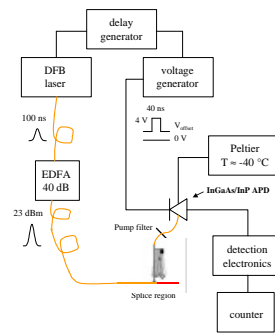 delay
generator
DFB
laser
voltage
generator
100 ns
40 ns
4 V
V_offset
0 V
Peltier
T ≈ -40 °C
EDFA
40 dB
InGaAs/InP APD
23 dBm
Pump filter
detection
electronics
Splice region
counter